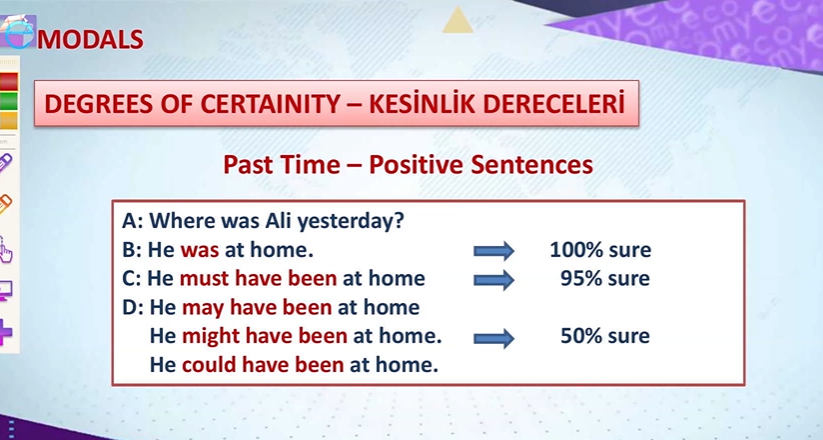 MODALS
DEGREES OF CERTAINITY – KESİNLİK DERECELERİ
Past Time – Positive Sentences
A: Where was Ali yesterday?
B: He was at home. 100% sure
C: He must have been at home 95% sure
D: He may have been at home
He might have been at home. 50% sure
He could have been at home.